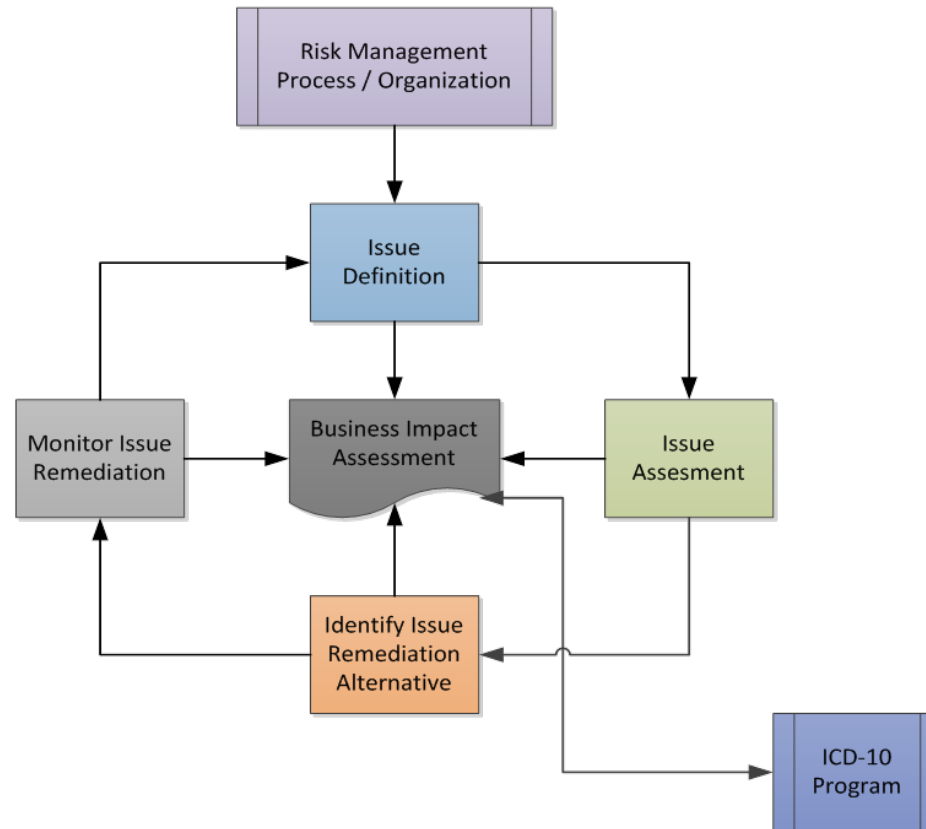 Risk Management
Process / Organization
Issue
Definition
Monitor Issue
Remediation
Business Impact
Assessment
Issue
Assesment
Identify Issue
Remediation
Alternative
ICD-10
Program